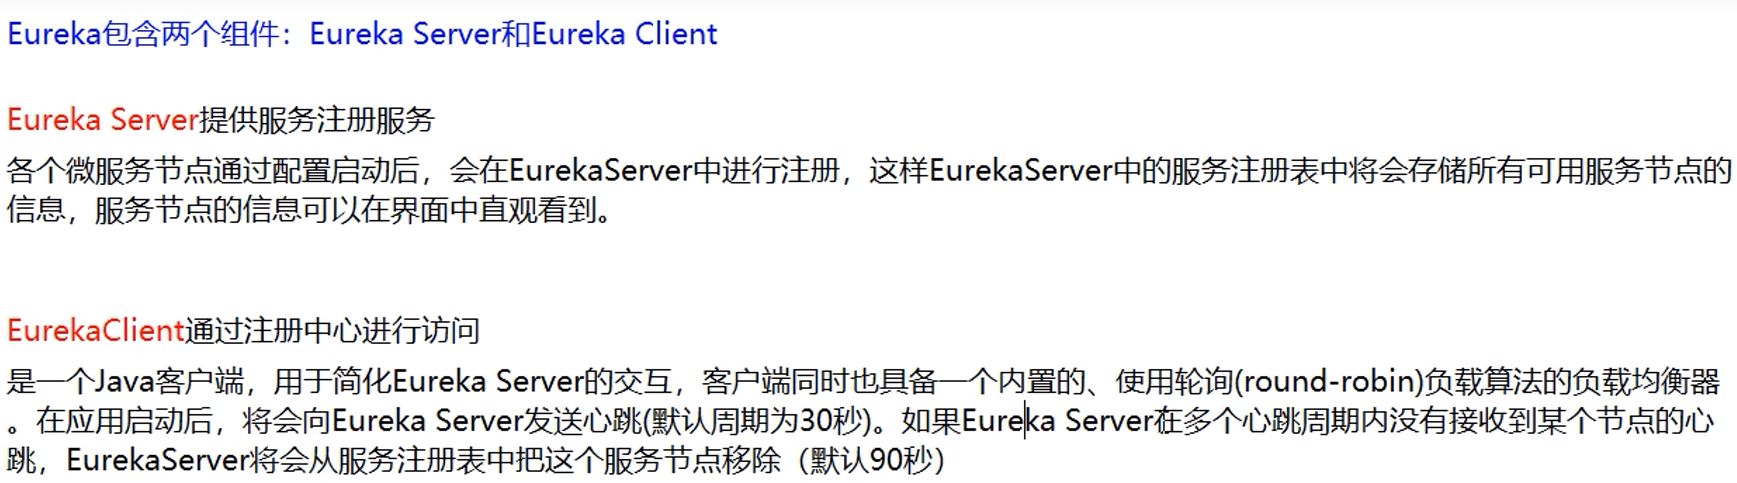 Eureka包含两个组件：Eureka Server和Eureka Client
Eureka Server提供服务注册服务
各个微服务节点通过配置启动后，会在EurekaServer中进行注册，这样EurekaServer中的服务注册表中将会存储所有可用服务节点的
信息，服务节点的信息可以在界面中直观看到。
EurekaClient通过注册中心进行访问
是一个Java客户端，用于简化Eureka Server的交互，客户端同时也具备一个内置的、使用轮询(round-robin)负载算法的负载均衡器
。在应用启动后，将会向Eureka Server发送心跳(默认周期为30秒)。如果Eureka Server在多个心跳周期内没有接收到某个节点的心
跳，EurekaServer将会从服务注册表中把这个服务节点移除（默认90秒）